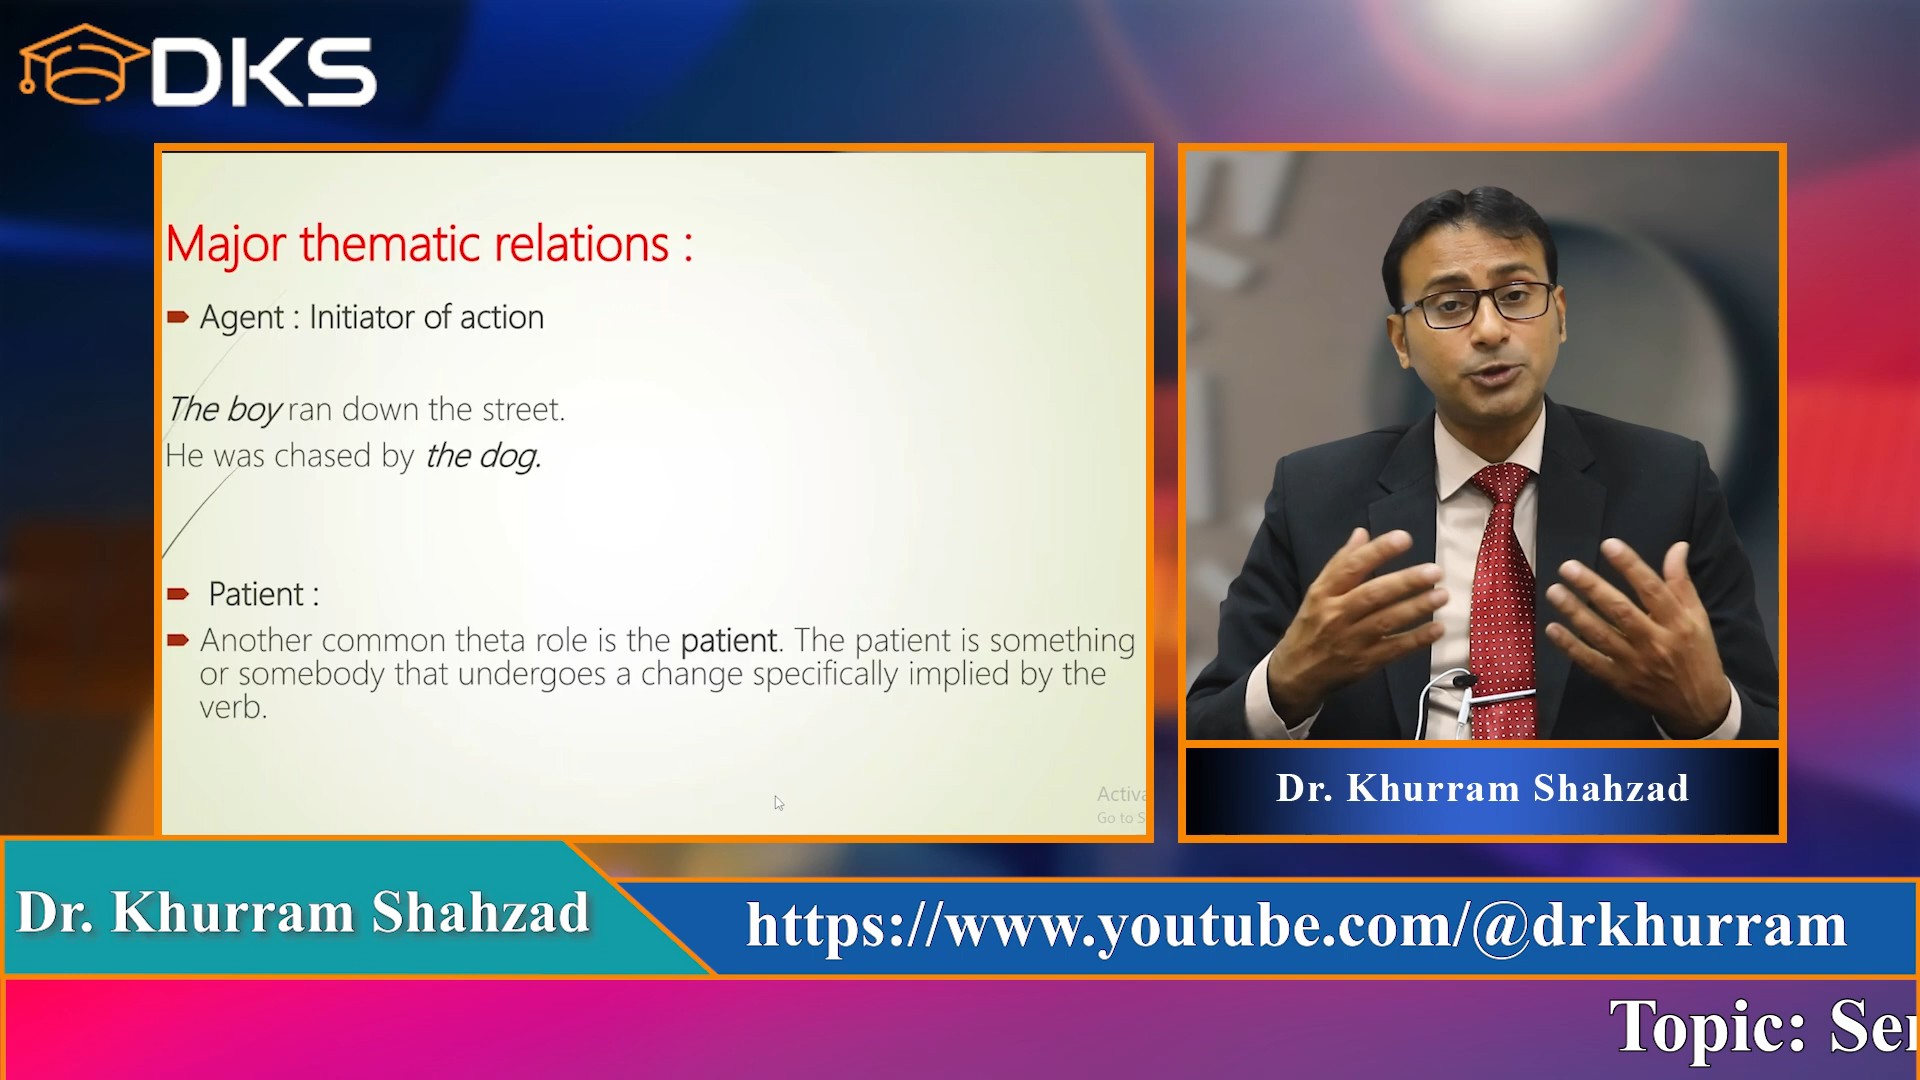 DKS
Major thematic relations :
Agent : Initiator of action
The boy ran down the street.
He was chased by the dog.
Patient :
Another common theta role is the patient. The patient is something
or somebody that undergoes a change specifically implied by the
verb.
Go to
Dr. Khurram Shahzad
Dr. Khurram Shahzad
https://www.youtube.com/@drkhurram
Topic: